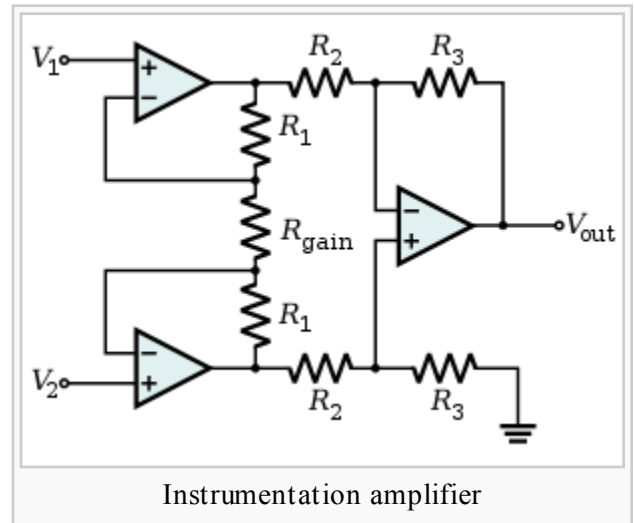 R2 R3
V1
+
−
R1
Rgain
−
+
Vout
R1
−
+
V2
R2 R3
Instrumentation amplifier